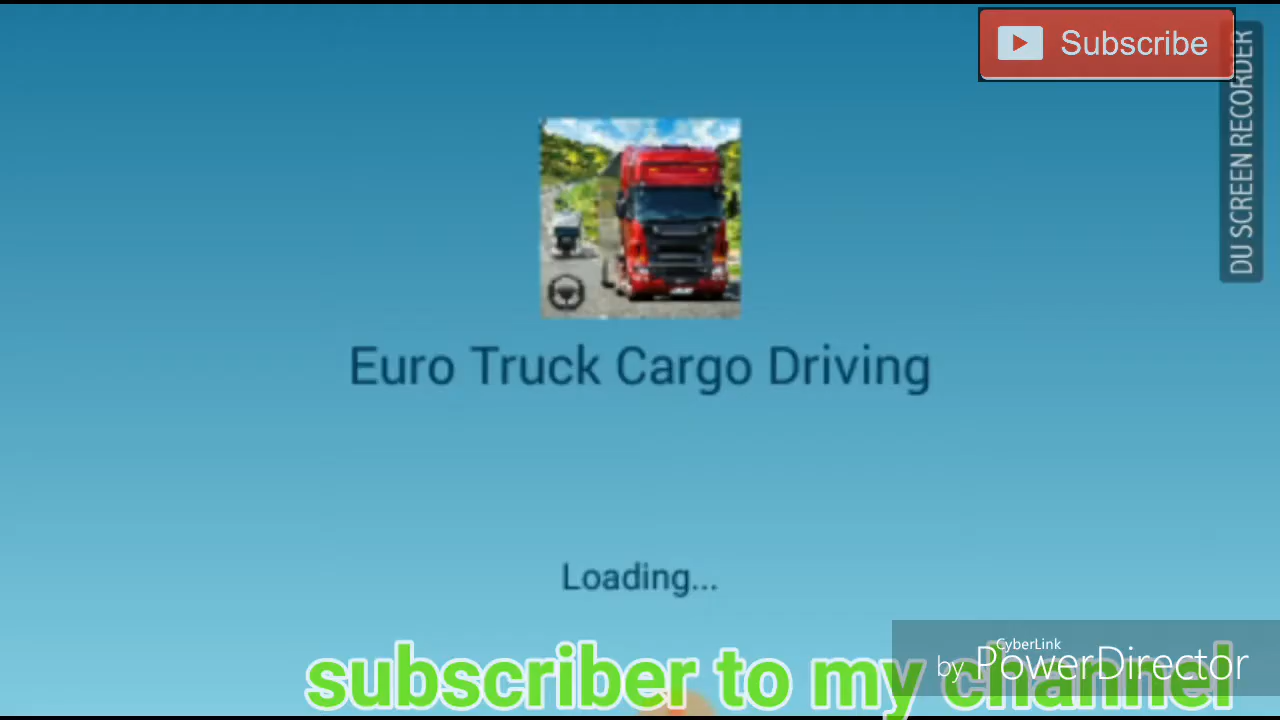 Subscribe
DU SCREEN RECORDER
Euro Truck Cargo Driving
Loading...
CyberLink
by PowerDirector
subscriber to my channel